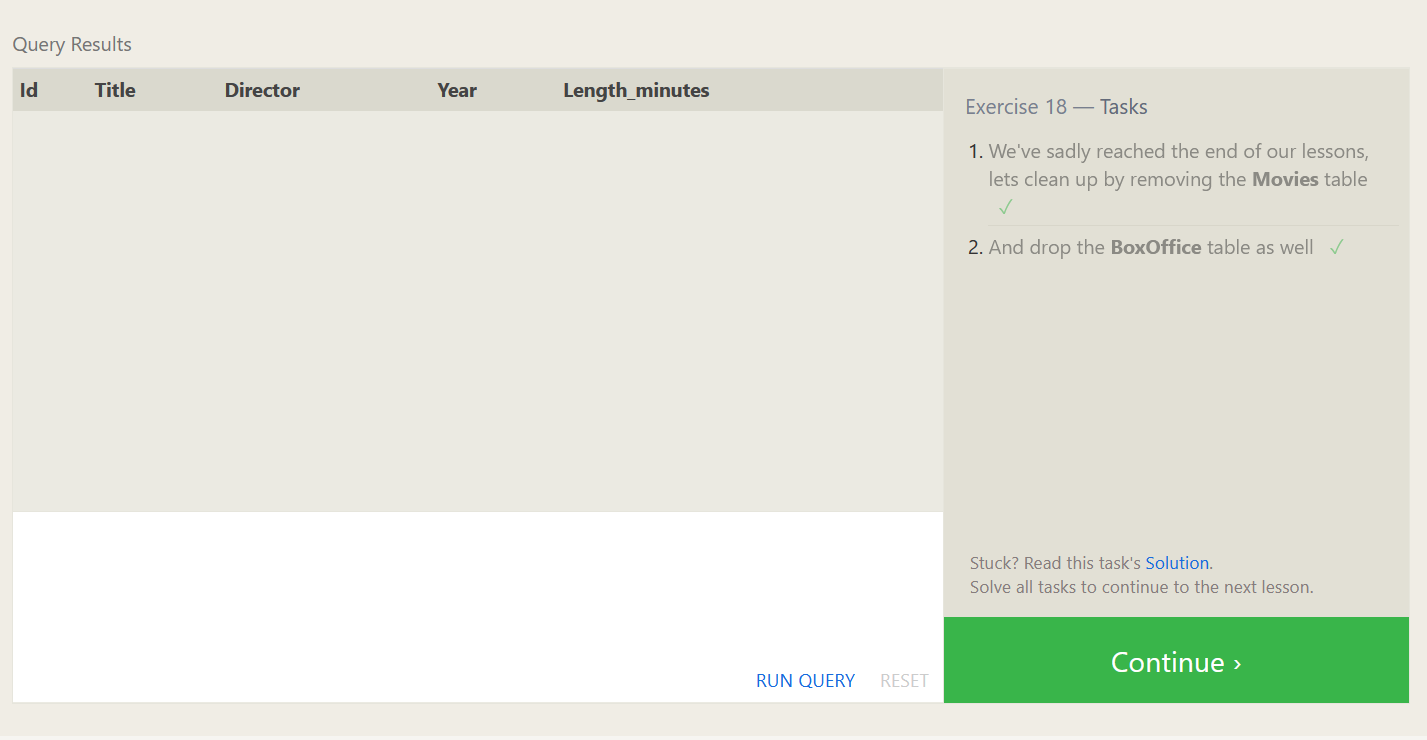 Query Results
Id Title Director Year Length_minutes
Exercise 18 — Tasks
1. We've sadly reached the end of our lessons,
lets clean up by removing the Movies table
✓
2. And drop the BoxOffice table as well ✓
Stuck? Read this task's Solution.
Solve all tasks to continue to the next lesson.
RUN QUERY RESET
Continue ›